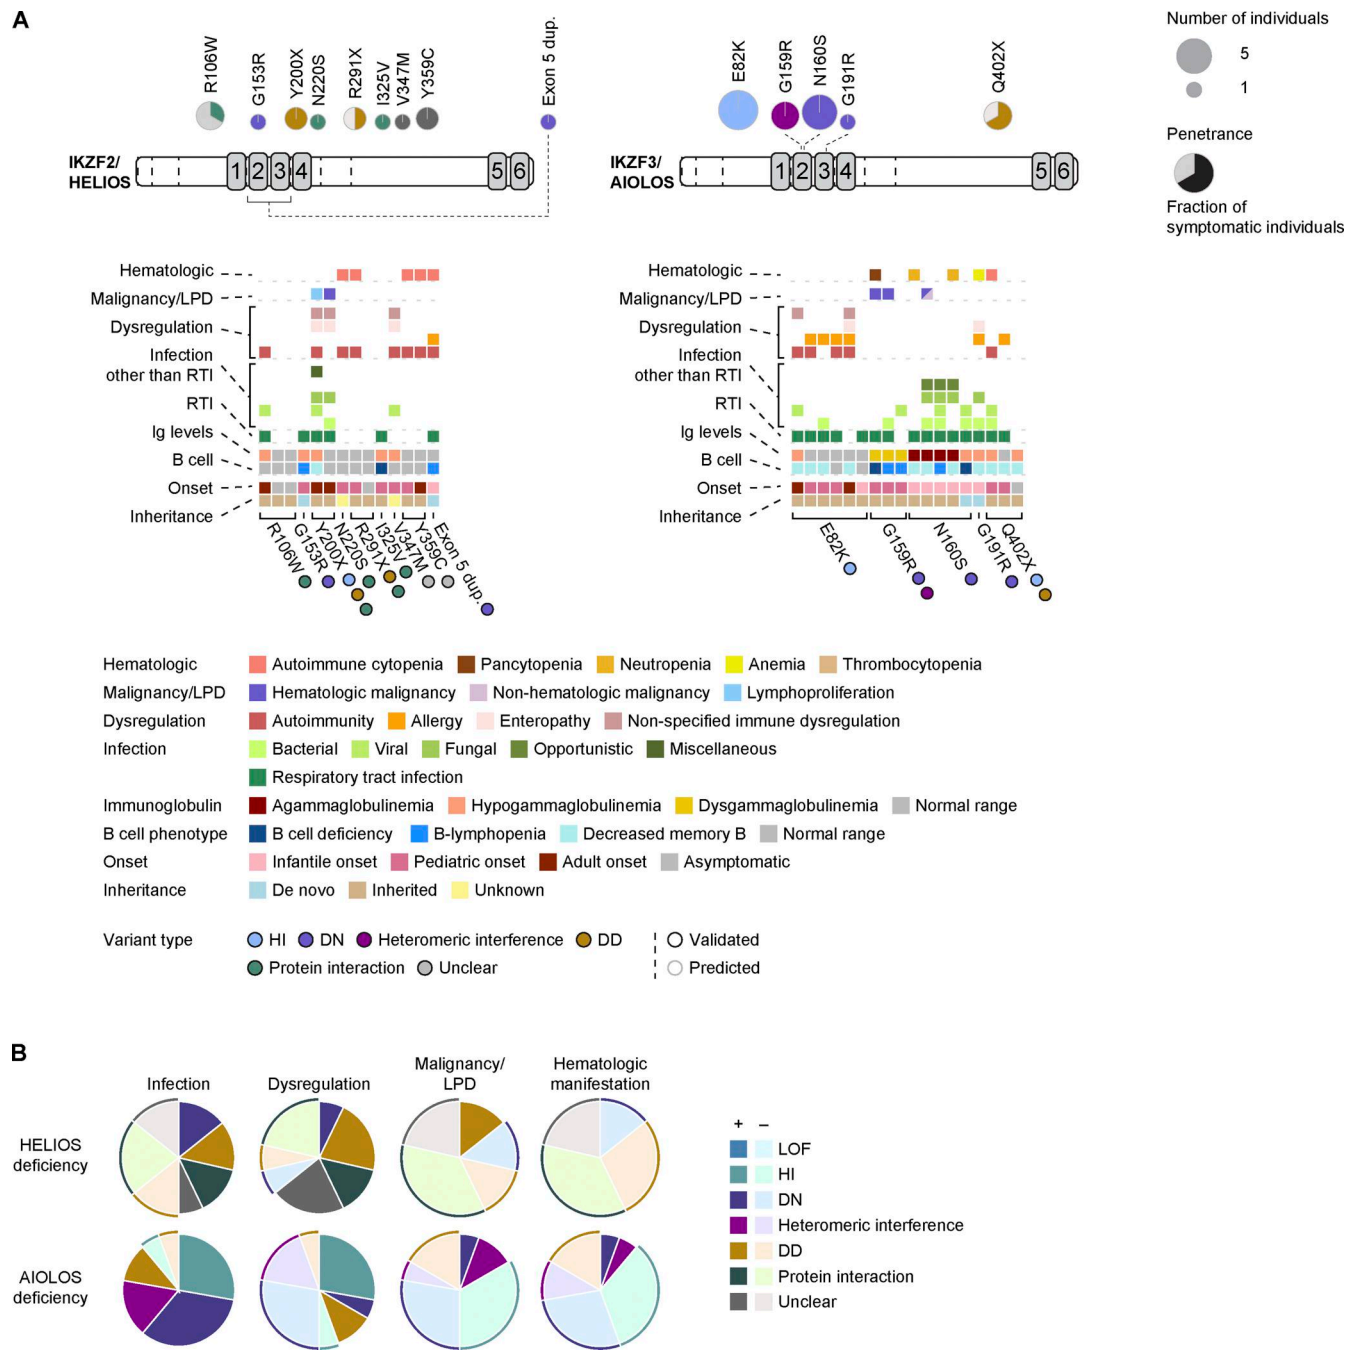 A
R106W
G153R
Y200X
N220S
R291X
I325V
V347M
Y359C
Exon 5 dup.
E82K
G159R
N160S
G191R
Q402X
Number of individuals
5
1
Penetrance
Fraction of
symptomatic individuals
IKZF2/
HELIOS
1 2 3 4 5 6
IKZF3/
AIOLOS
1 2 3 4 5 6
Hematologic
Malignancy/LPD
Dysregulation
Infection
other than RTI
RTI
Ig levels
B cell
Onset
Inheritance
R106W
G153R
Y200X
N220S
R291X
I325V
V347M
Y359C
Exon 5 dup.
Hematologic
Malignancy/LPD
Dysregulation
Infection
other than RTI
RTI
Ig levels
B cell
Onset
Inheritance
E82K
G159R
N160S
G191R
Q402X
Hematologic Autoimmune cytopenia Pancytopenia Neutropenia Anemia Thrombocytopenia
Malignancy/LPD Hematologic malignancy Non-hematologic malignancy Lymphoproliferation
Dysregulation Autoimmunity Allergy Enteropathy Non-specified immune dysregulation
Infection Bacterial Viral Fungal Opportunistic Miscellaneous
Respiratory tract infection
Immunoglobulin Agammaglobulinemia Hypogammaglobulinemia Dysgammaglobulinemia Normal range
B cell phenotype B cell deficiency B-lymphopenia Decreased memory B Normal range
Onset Infantile onset Pediatric onset Adult onset Asymptomatic
Inheritance De novo Inherited Unknown
Variant type HI DN Heteromeric interference DD Validated
Protein interaction Unclear Predicted
B
Infection
Dysregulation
Malignancy/
LPD
Hematologic
manifestation
HELIOS
deficiency
AIOLOS
deficiency
+ –
LOF
HI
DN
Heteromeric interference
DD
Protein interaction
Unclear